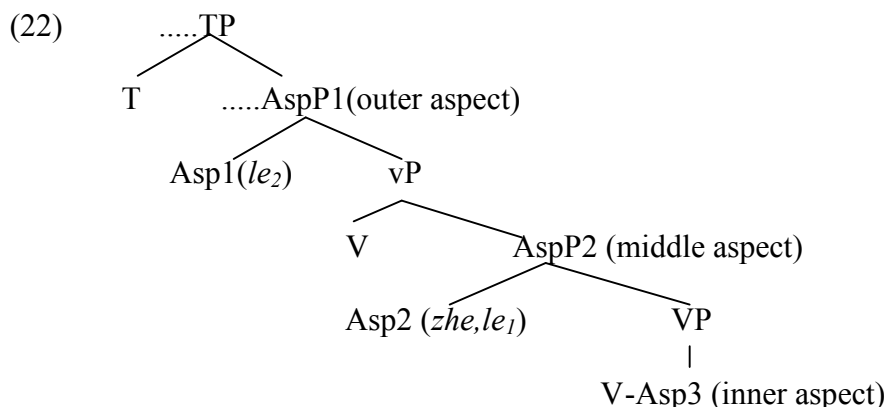 (22) .....TP
T .....AspP1(outer aspect)
Asp1(le₂) vP
V AspP2 (middle aspect)
Asp2 (zhe,le₁) VP
V-Asp3 (inner aspect)